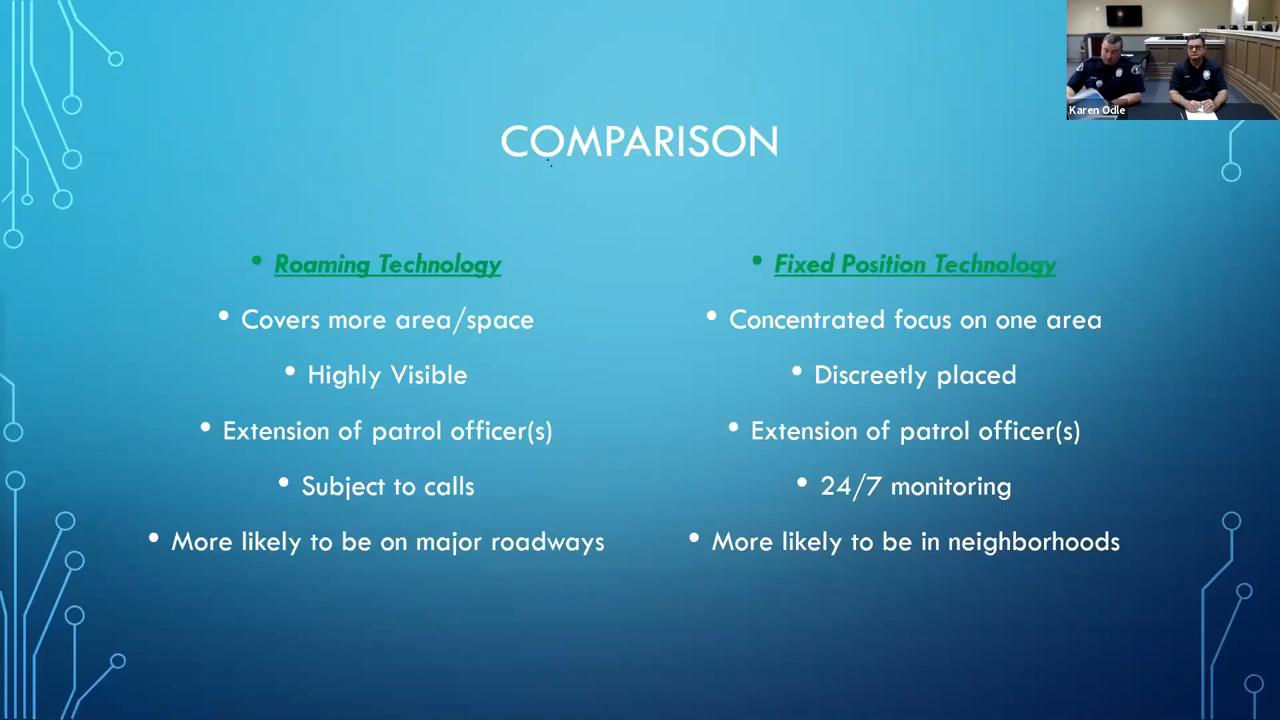 Karen Odle
COMPARISON
• Roaming Technology
• Covers more area/space
• Highly Visible
• Extension of patrol officer(s)
• Subject to calls
• More likely to be on major roadways
• Fixed Position Technology
• Concentrated focus on one area
• Discreetly placed
• Extension of patrol officer(s)
• 24/7 monitoring
• More likely to be in neighborhoods